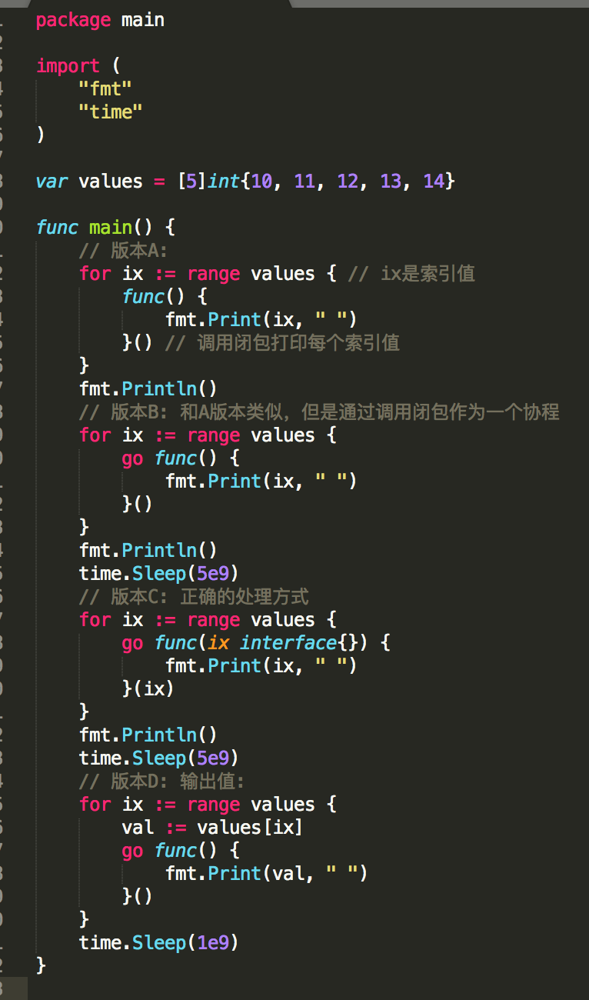 package main
import (
"fmt"
"time"
)
var values = [5]int{10, 11, 12, 13, 14}
func main() {
// 版本A:
for ix := range values { // ix是索引值
func() {
fmt.Print(ix, " ")
}() // 调用闭包打印每个索引值
}
fmt.Println()
// 版本B: 和A版本类似，但是通过调用闭包作为一个协程
for ix := range values {
go func() {
fmt.Print(ix, " ")
}()
}
fmt.Println()
time.Sleep(5e9)
// 版本C: 正确的处理方式
for ix := range values {
go func(ix interface{}) {
fmt.Print(ix, " ")
}(ix)
}
fmt.Println()
time.Sleep(5e9)
// 版本D: 输出值:
for ix := range values {
val := values[ix]
go func() {
fmt.Print(val, " ")
}()
}
time.Sleep(1e9)
}